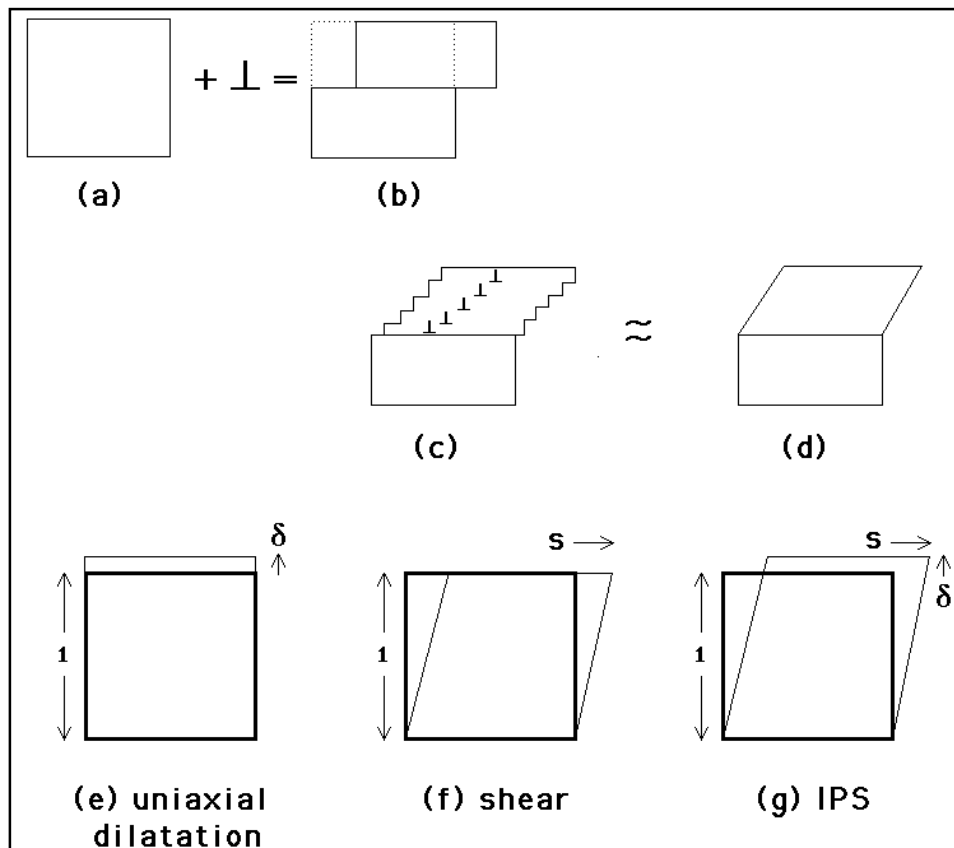 + ⊥ =
(a)
(b)
⊥ ⊥ ⊥ ⊥ ⊥
≈
(c)
(d)
δ
1
s
1
s
δ
1
(e) uniaxial
dilatation
(f) shear
(g) IPS